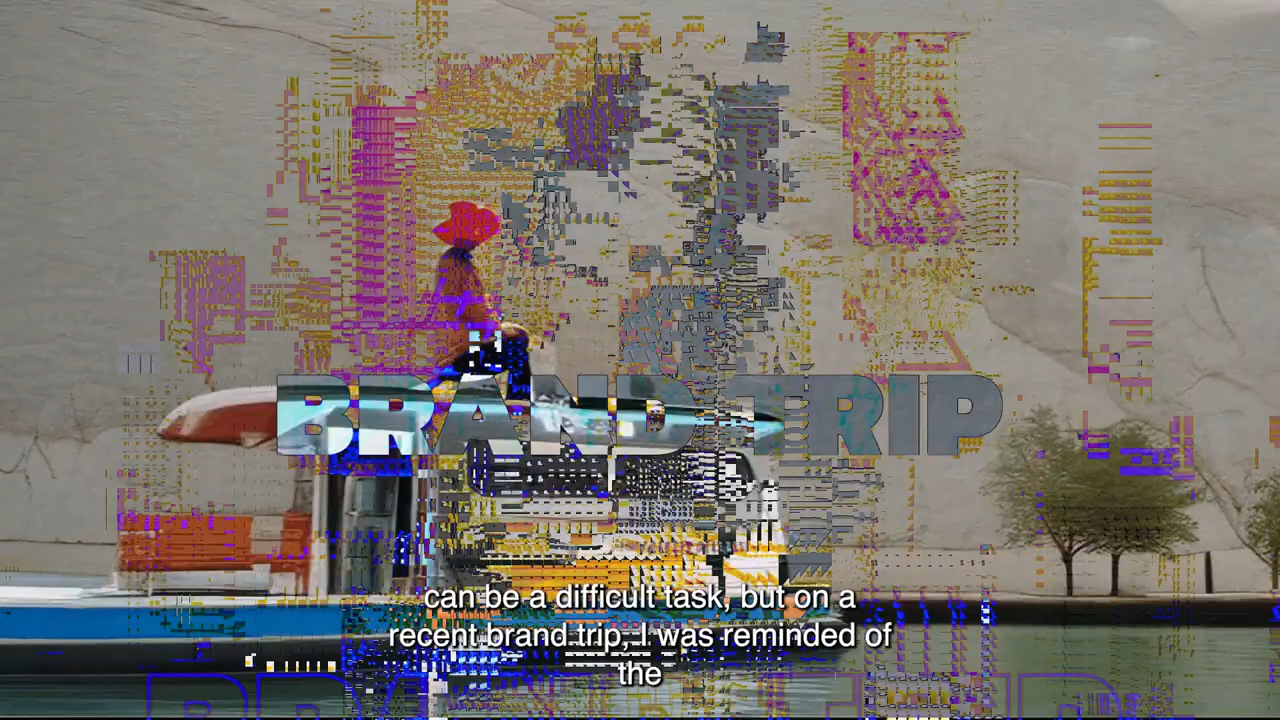 BRAND TRIP
can be a difficult task, but on a
recent brand trip, I was reminded of
the